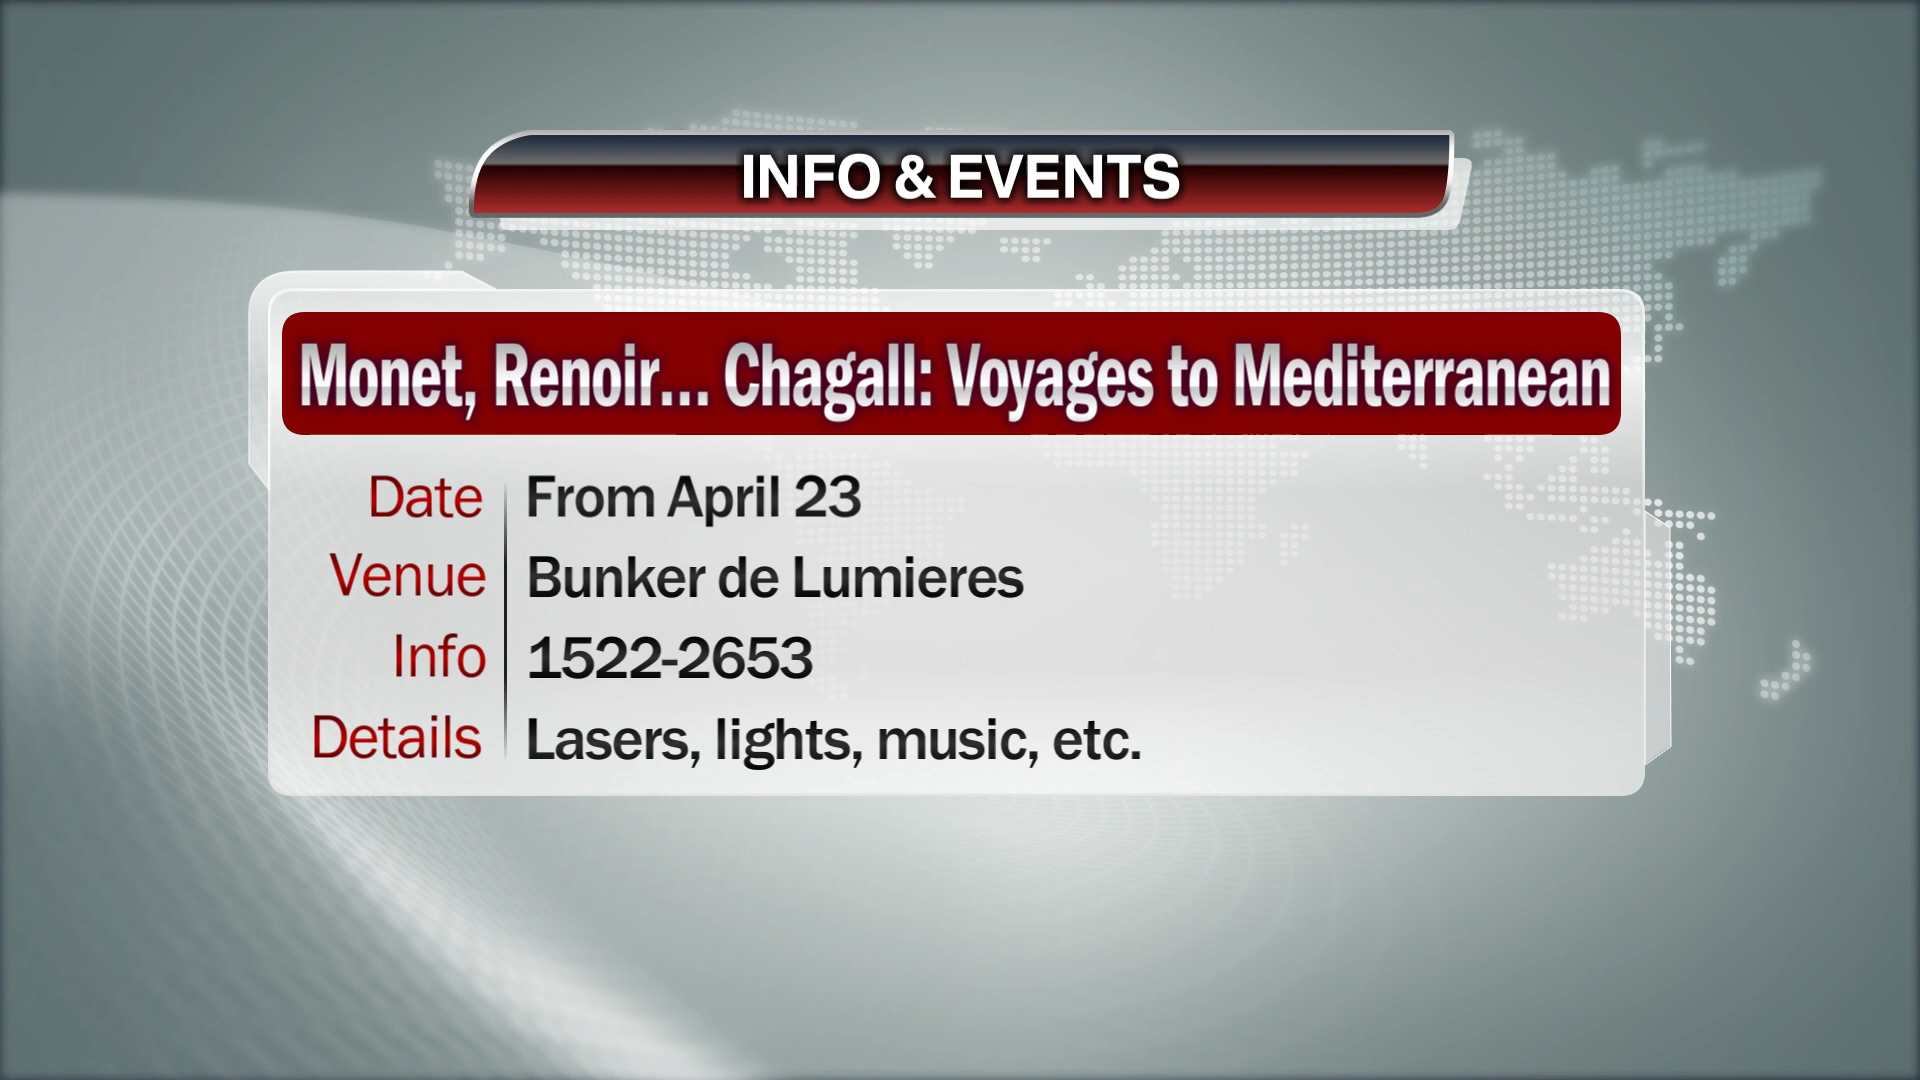 INFO & EVENTS
Monet, Renoir... Chagall: Voyages to Mediterranean
Date From April 23
Venue Bunker de Lumieres
Info 1522-2653
Details Lasers, lights, music, etc.